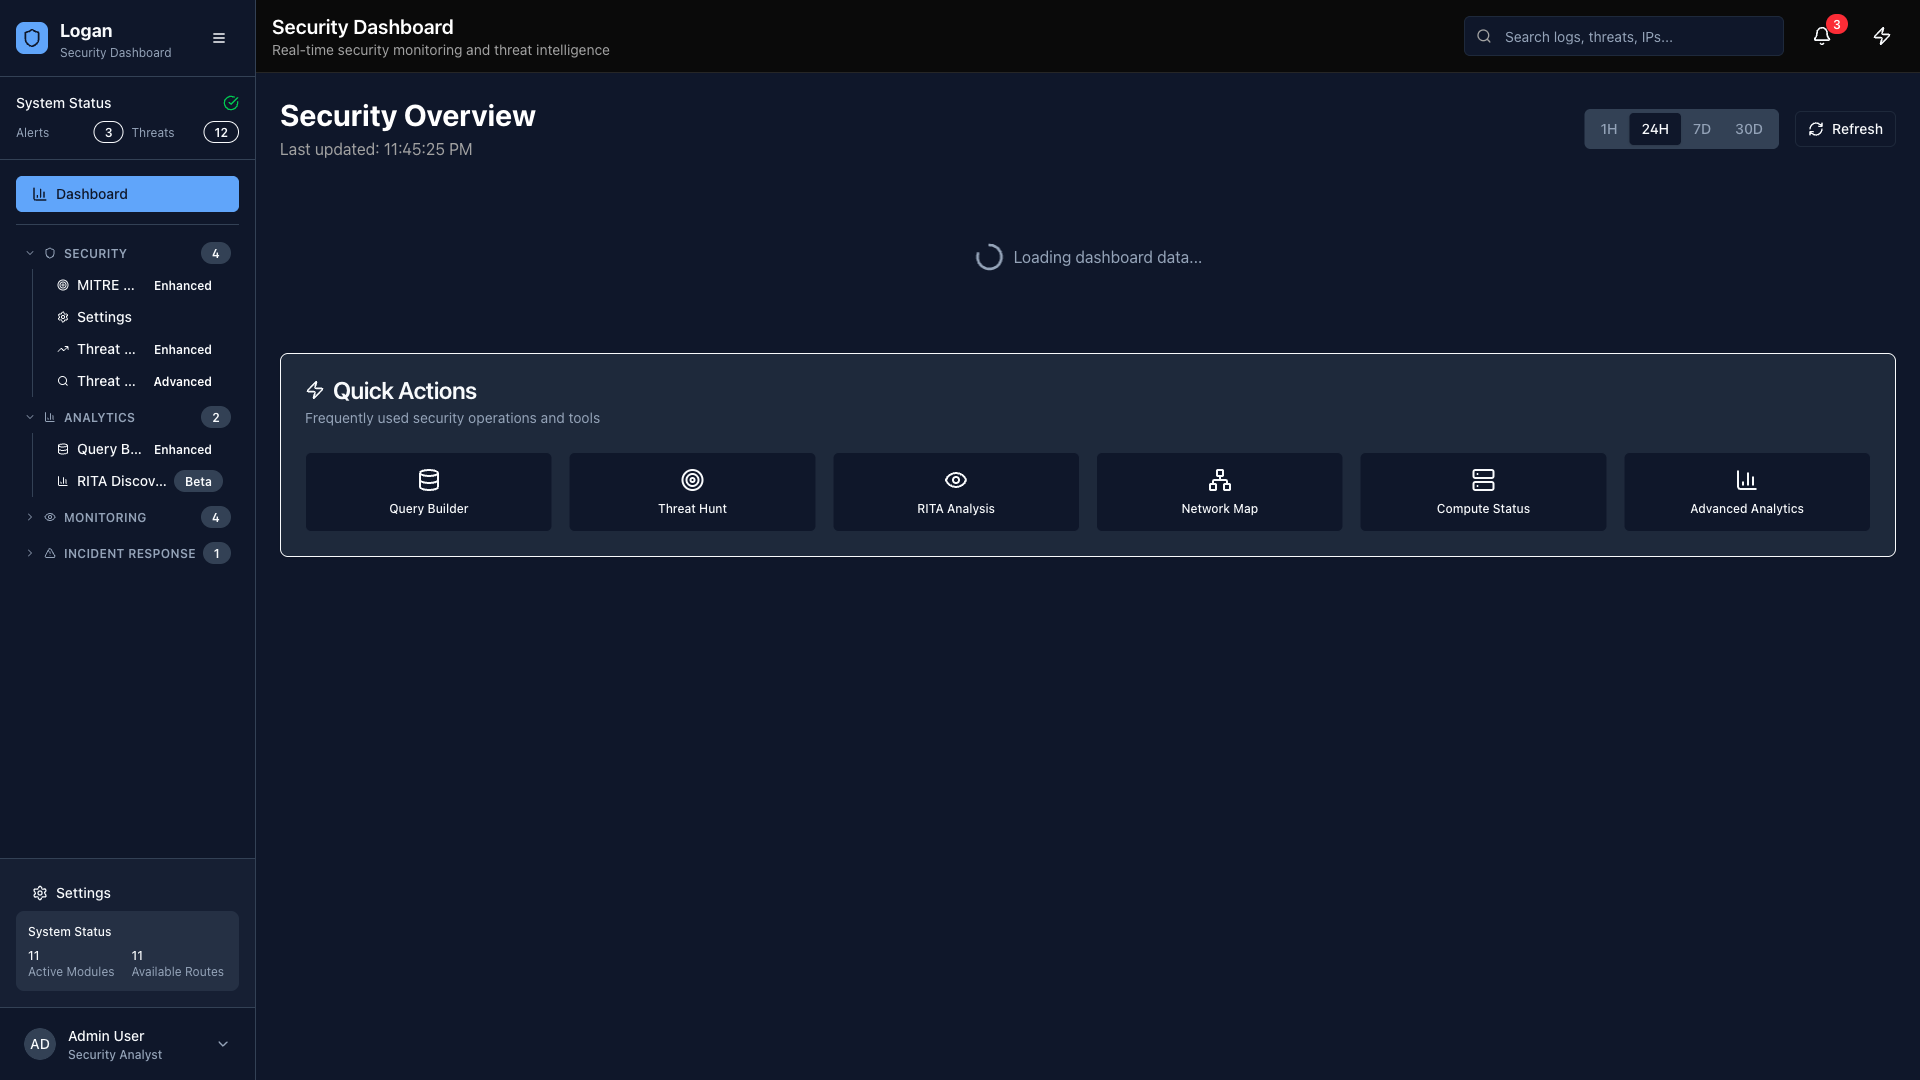 Logan
Security Dashboard
System Status
Alerts 3 Threats 12
Dashboard
SECURITY 4
MITRE ... Enhanced
Settings
Threat ... Enhanced
Threat ... Advanced
ANALYTICS 2
Query B... Enhanced
RITA Discov... Beta
MONITORING 4
INCIDENT RESPONSE 1
Settings
System Status
11 11
Active Modules Available Routes
AD
Admin User
Security Analyst
Security Dashboard
Real-time security monitoring and threat intelligence
Search logs, threats, IPs...
3
Security Overview
Last updated: 11:45:25 PM
1H 24H 7D 30D
Refresh
Loading dashboard data...
Quick Actions
Frequently used security operations and tools
Query Builder
Threat Hunt
RITA Analysis
Network Map
Compute Status
Advanced Analytics